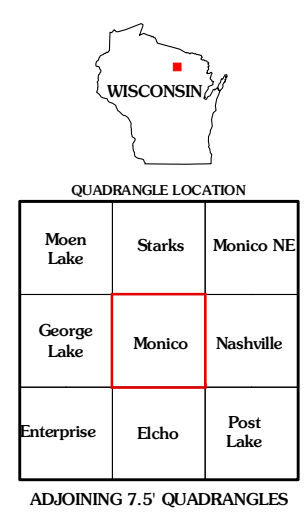 WISCONSIN
QUADRANGLE LOCATION
Moen
Lake
Starks
Monico NE
George
Lake
Monico
Nashville
Enterprise
Elcho
Post
Lake
ADJOINING 7.5' QUADRANGLES